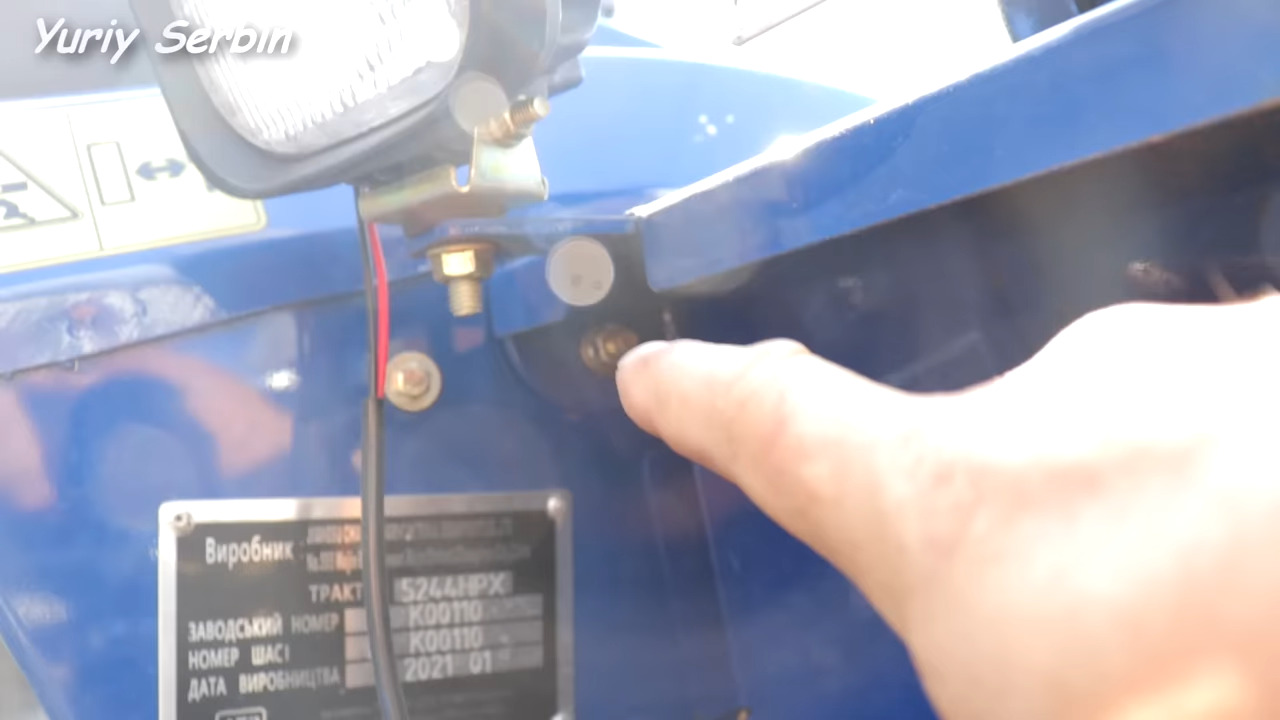 Yuriy Serbin
Виробник
ТРАКТ 5244HPX
ЗАВОДСЬКИЙ НОМЕР K00110
НОМЕР ШАСІ K00110
ДАТА ВИРОБНИЦТВА 2021 01